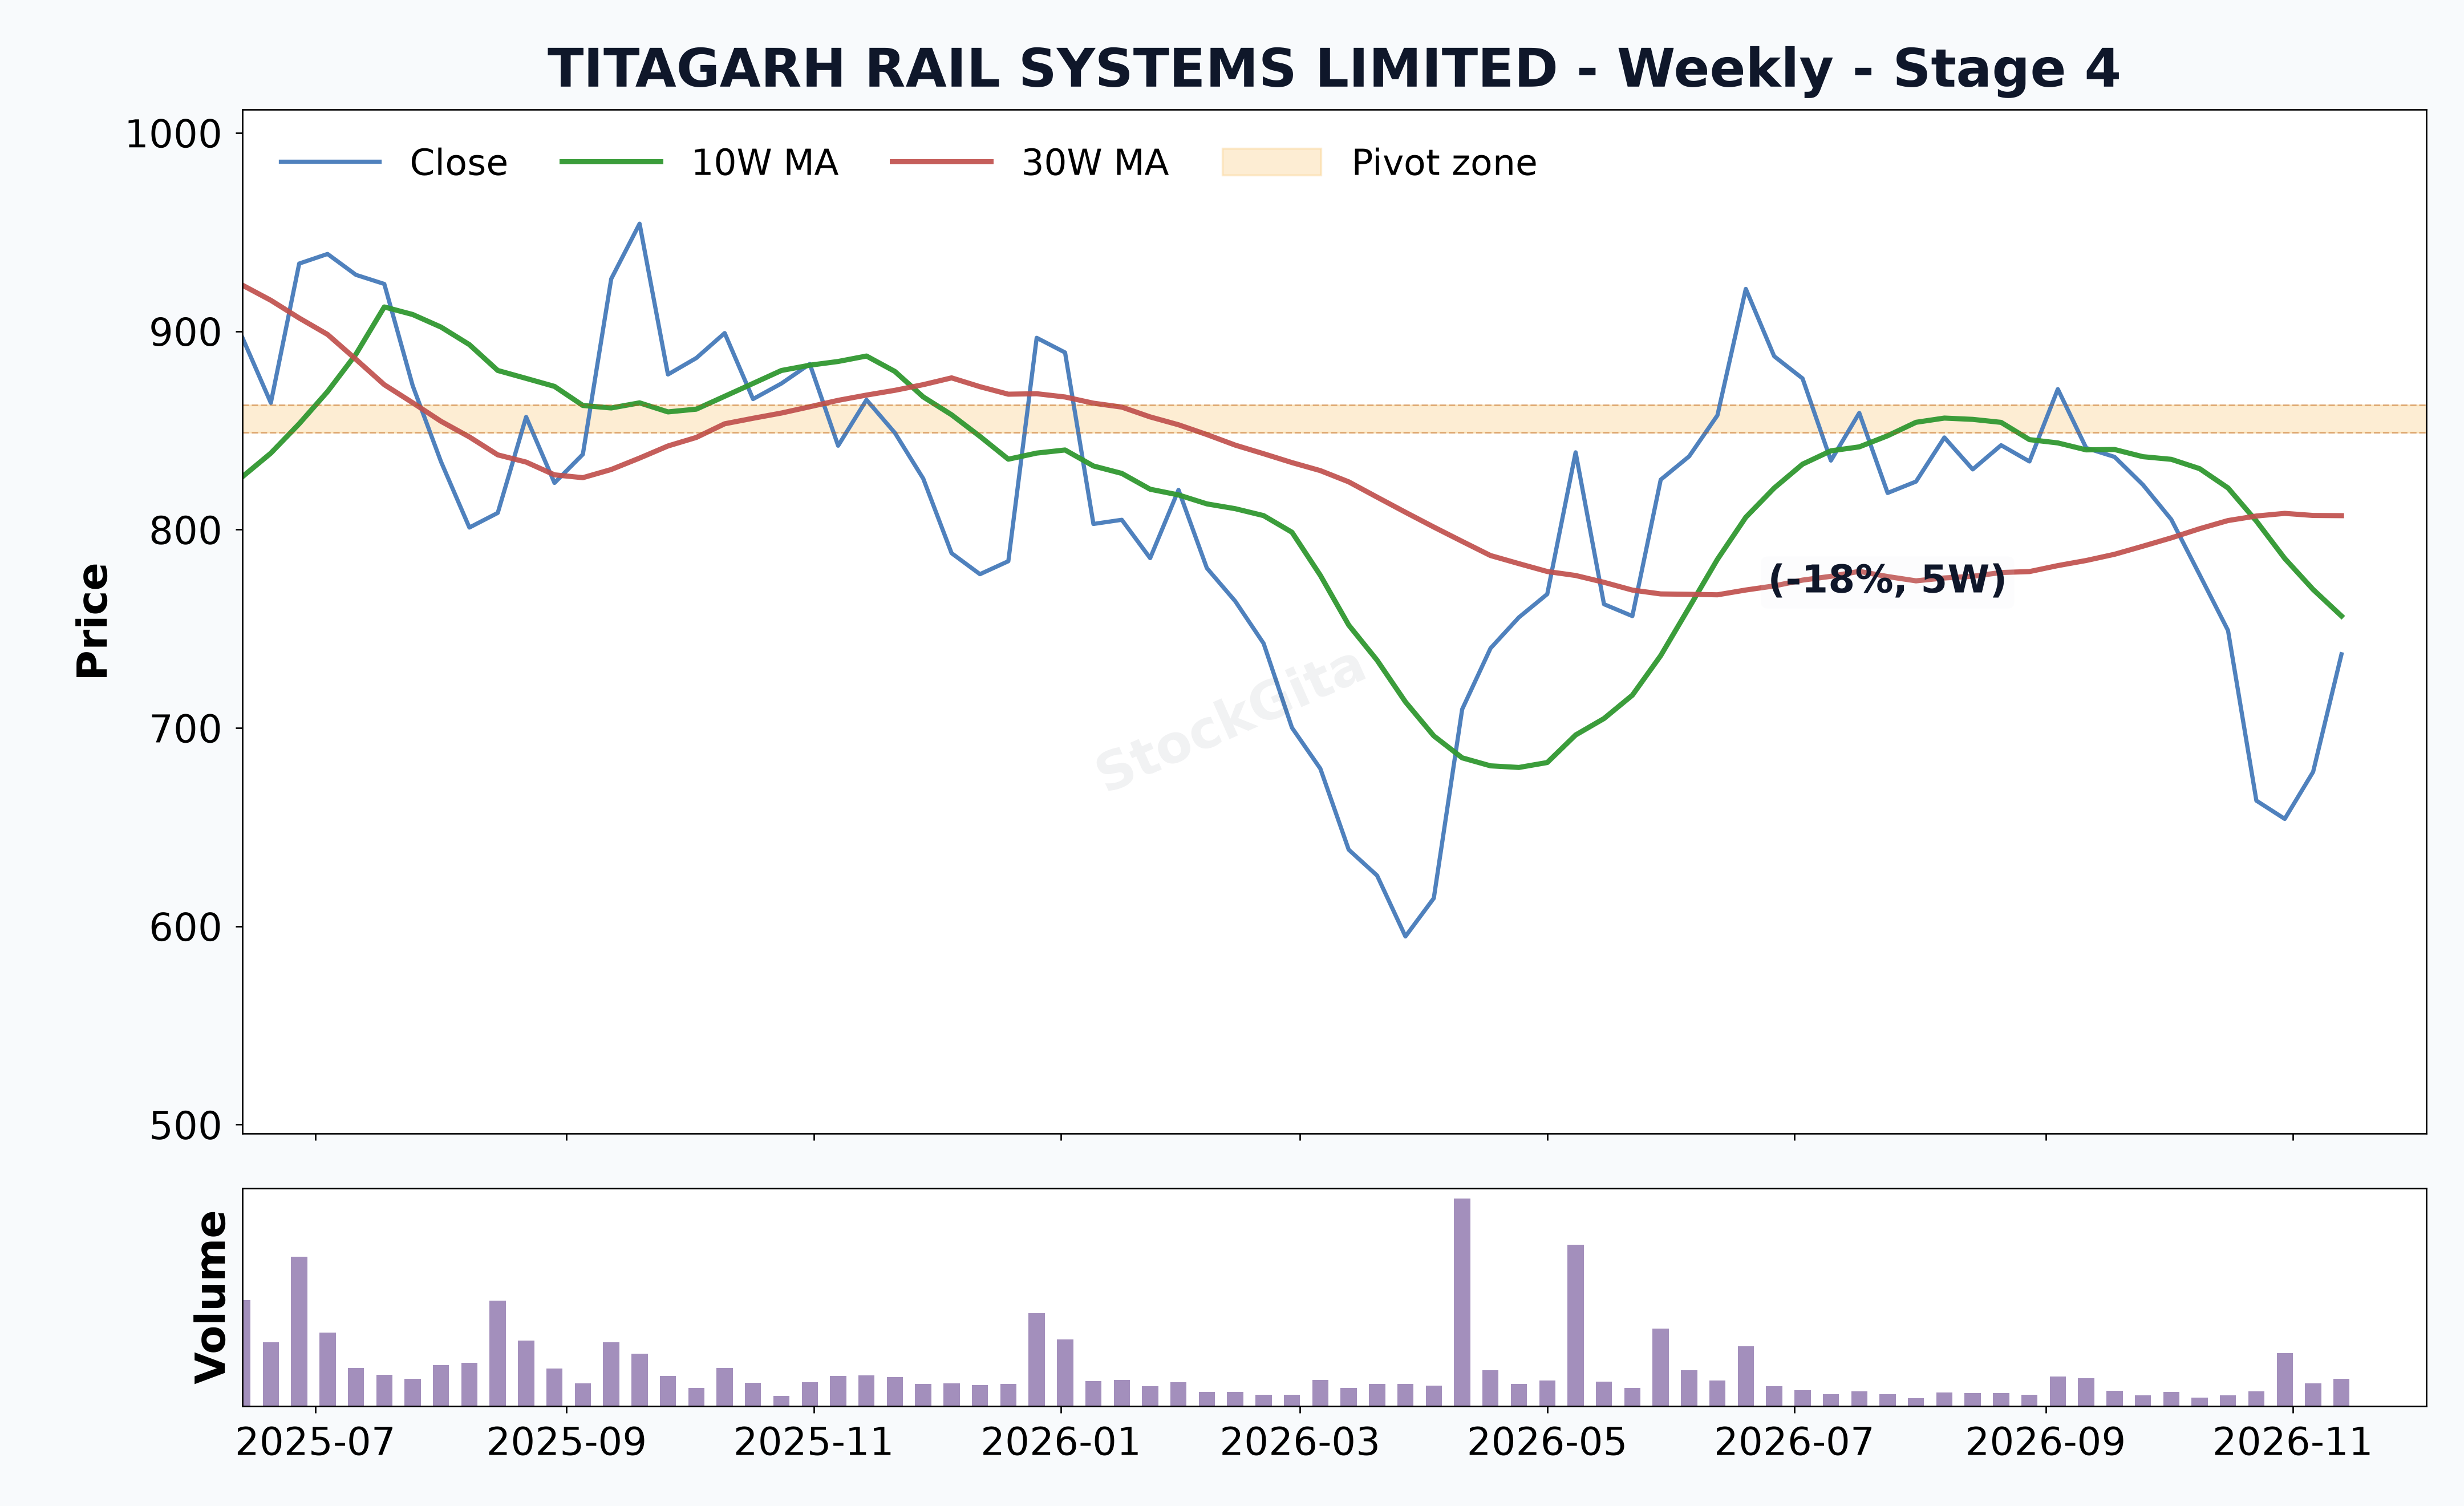 TITAGARH RAIL SYSTEMS LIMITED - Weekly - Stage 4
Close 10W MA 30W MA Pivot zone
Price
1000
900
800
700
600
500
(-18%, 5W)
StockGita
Volume
2025-07 2025-09 2025-11 2026-01 2026-03 2026-05 2026-07 2026-09 2026-11